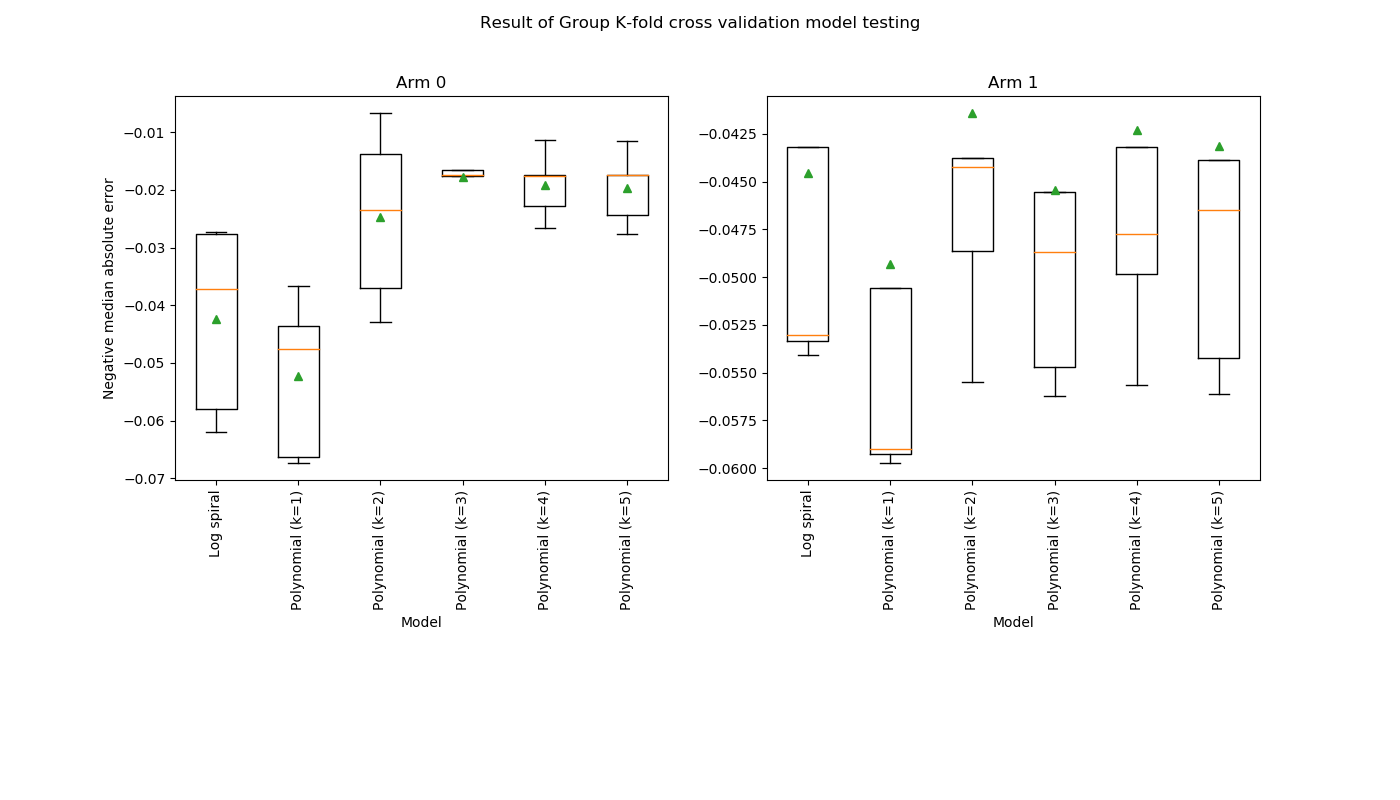 Result of Group K-fold cross validation model testing
Arm 0
Negative median absolute error
−0.01
−0.02
−0.03
−0.04
−0.05
−0.06
−0.07
Log spiral
Polynomial (k=1)
Polynomial (k=2)
Polynomial (k=3)
Polynomial (k=4)
Polynomial (k=5)
Model
Arm 1
−0.0425
−0.0450
−0.0475
−0.0500
−0.0525
−0.0550
−0.0575
−0.0600
Log spiral
Polynomial (k=1)
Polynomial (k=2)
Polynomial (k=3)
Polynomial (k=4)
Polynomial (k=5)
Model